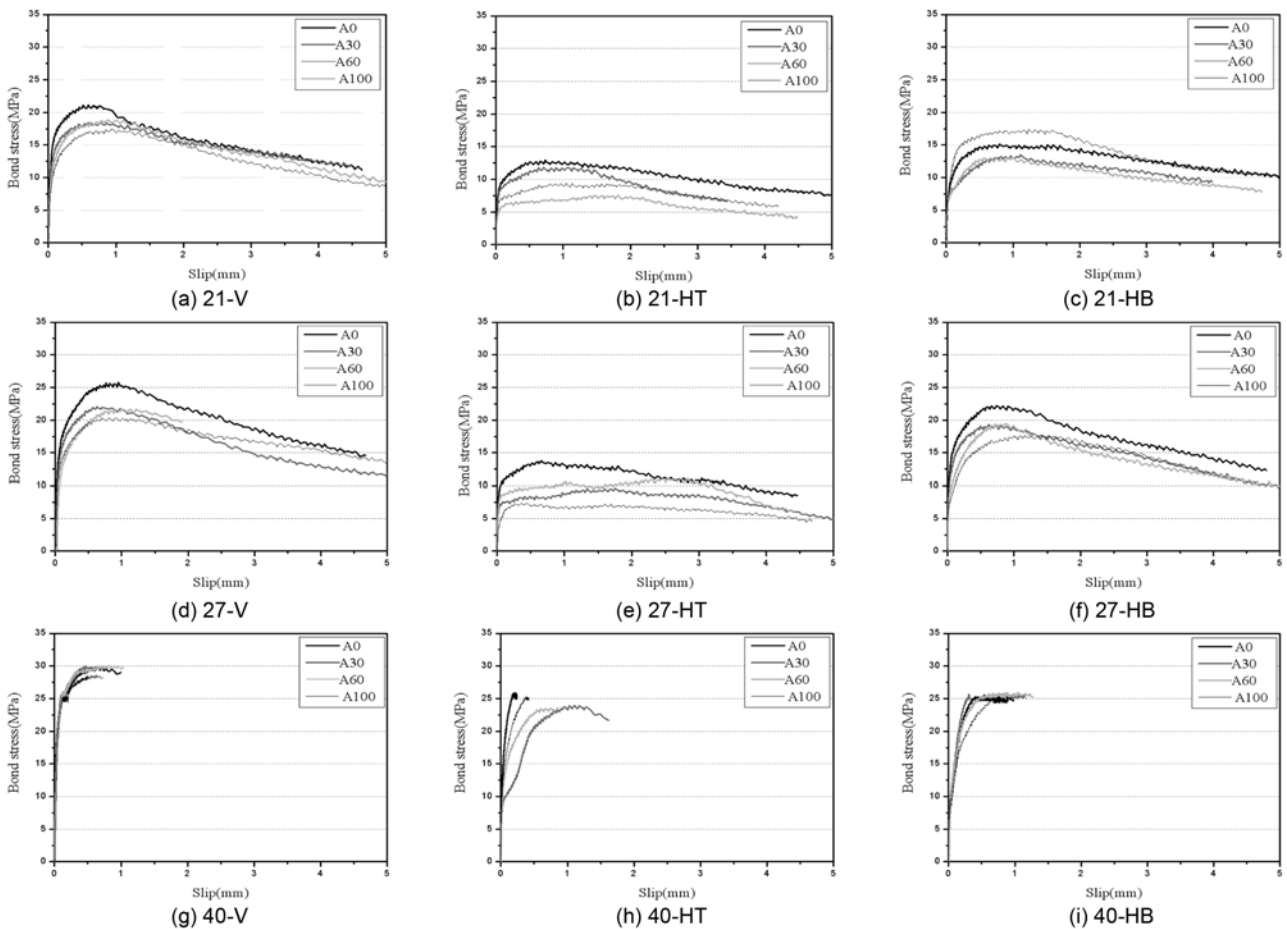 A0
A30
A60
A100
35
30
25
20
15
10
5
0
Bond stress(MPa)
0 1 2 3 4 5
Slip(mm)
(a) 21-V
A0
A30
A60
A100
35
30
25
20
15
10
5
0
Bond stress(MPa)
0 1 2 3 4 5
Slip(mm)
(b) 21-HT
A0
A30
A60
A100
35
30
25
20
15
10
5
0
Bond stress(MPa)
0 1 2 3 4 5
Slip(mm)
(c) 21-HB
A0
A30
A60
A100
35
30
25
20
15
10
5
0
Bond stress(MPa)
0 1 2 3 4 5
Slip(mm)
(d) 27-V
A0
A30
A60
A100
35
30
25
20
15
10
5
0
Bond stress(MPa)
0 1 2 3 4 5
Slip(mm)
(e) 27-HT
A0
A30
A60
A100
35
30
25
20
15
10
5
0
Bond stress(MPa)
0 1 2 3 4 5
Slip(mm)
(f) 27-HB
A0
A30
A60
A100
35
30
25
20
15
10
5
0
Bond stress(MPa)
0 1 2 3 4 5
Slip(mm)
(g) 40-V
A0
A30
A60
A100
35
30
25
20
15
10
5
0
Bond stress(MPa)
0 1 2 3 4 5
Slip(mm)
(h) 40-HT
A0
A30
A60
A100
35
30
25
20
15
10
5
0
Bond stress(MPa)
0 1 2 3 4 5
Slip(mm)
(i) 40-HB